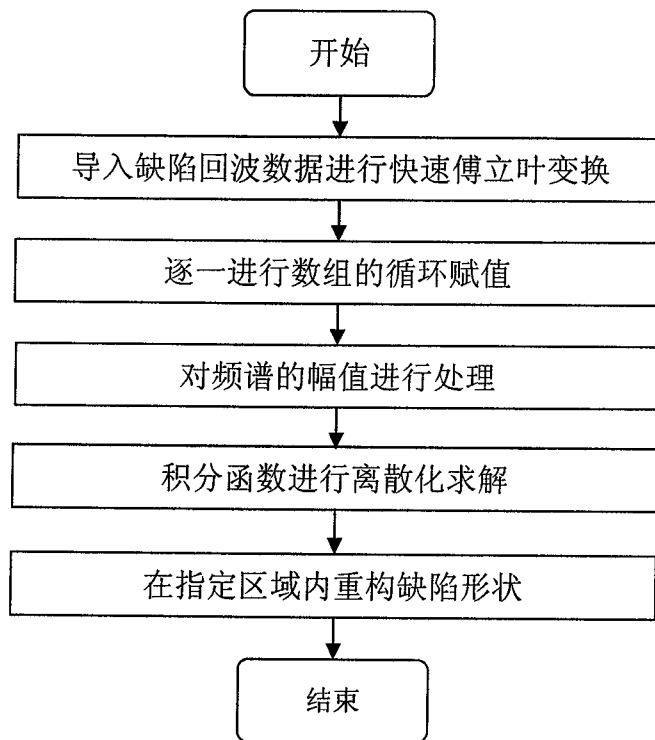 开始
导入缺陷回波数据进行快速傅立叶变换
逐一进行数组的循环赋值
对频谱的幅值进行处理
积分函数进行离散化求解
在指定区域内重构缺陷形状
结束